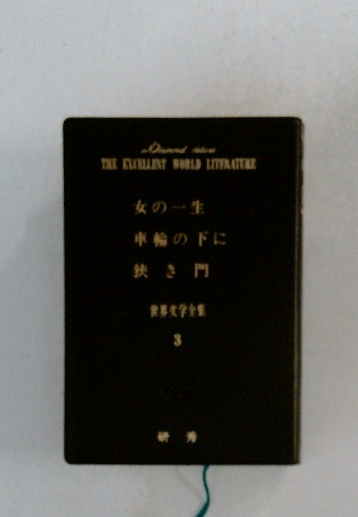 Diamond
THE EXCELLENT WORLD LITERATURE
女の一生
車輪の下に
狭き門
世界文学全集
3
研秀